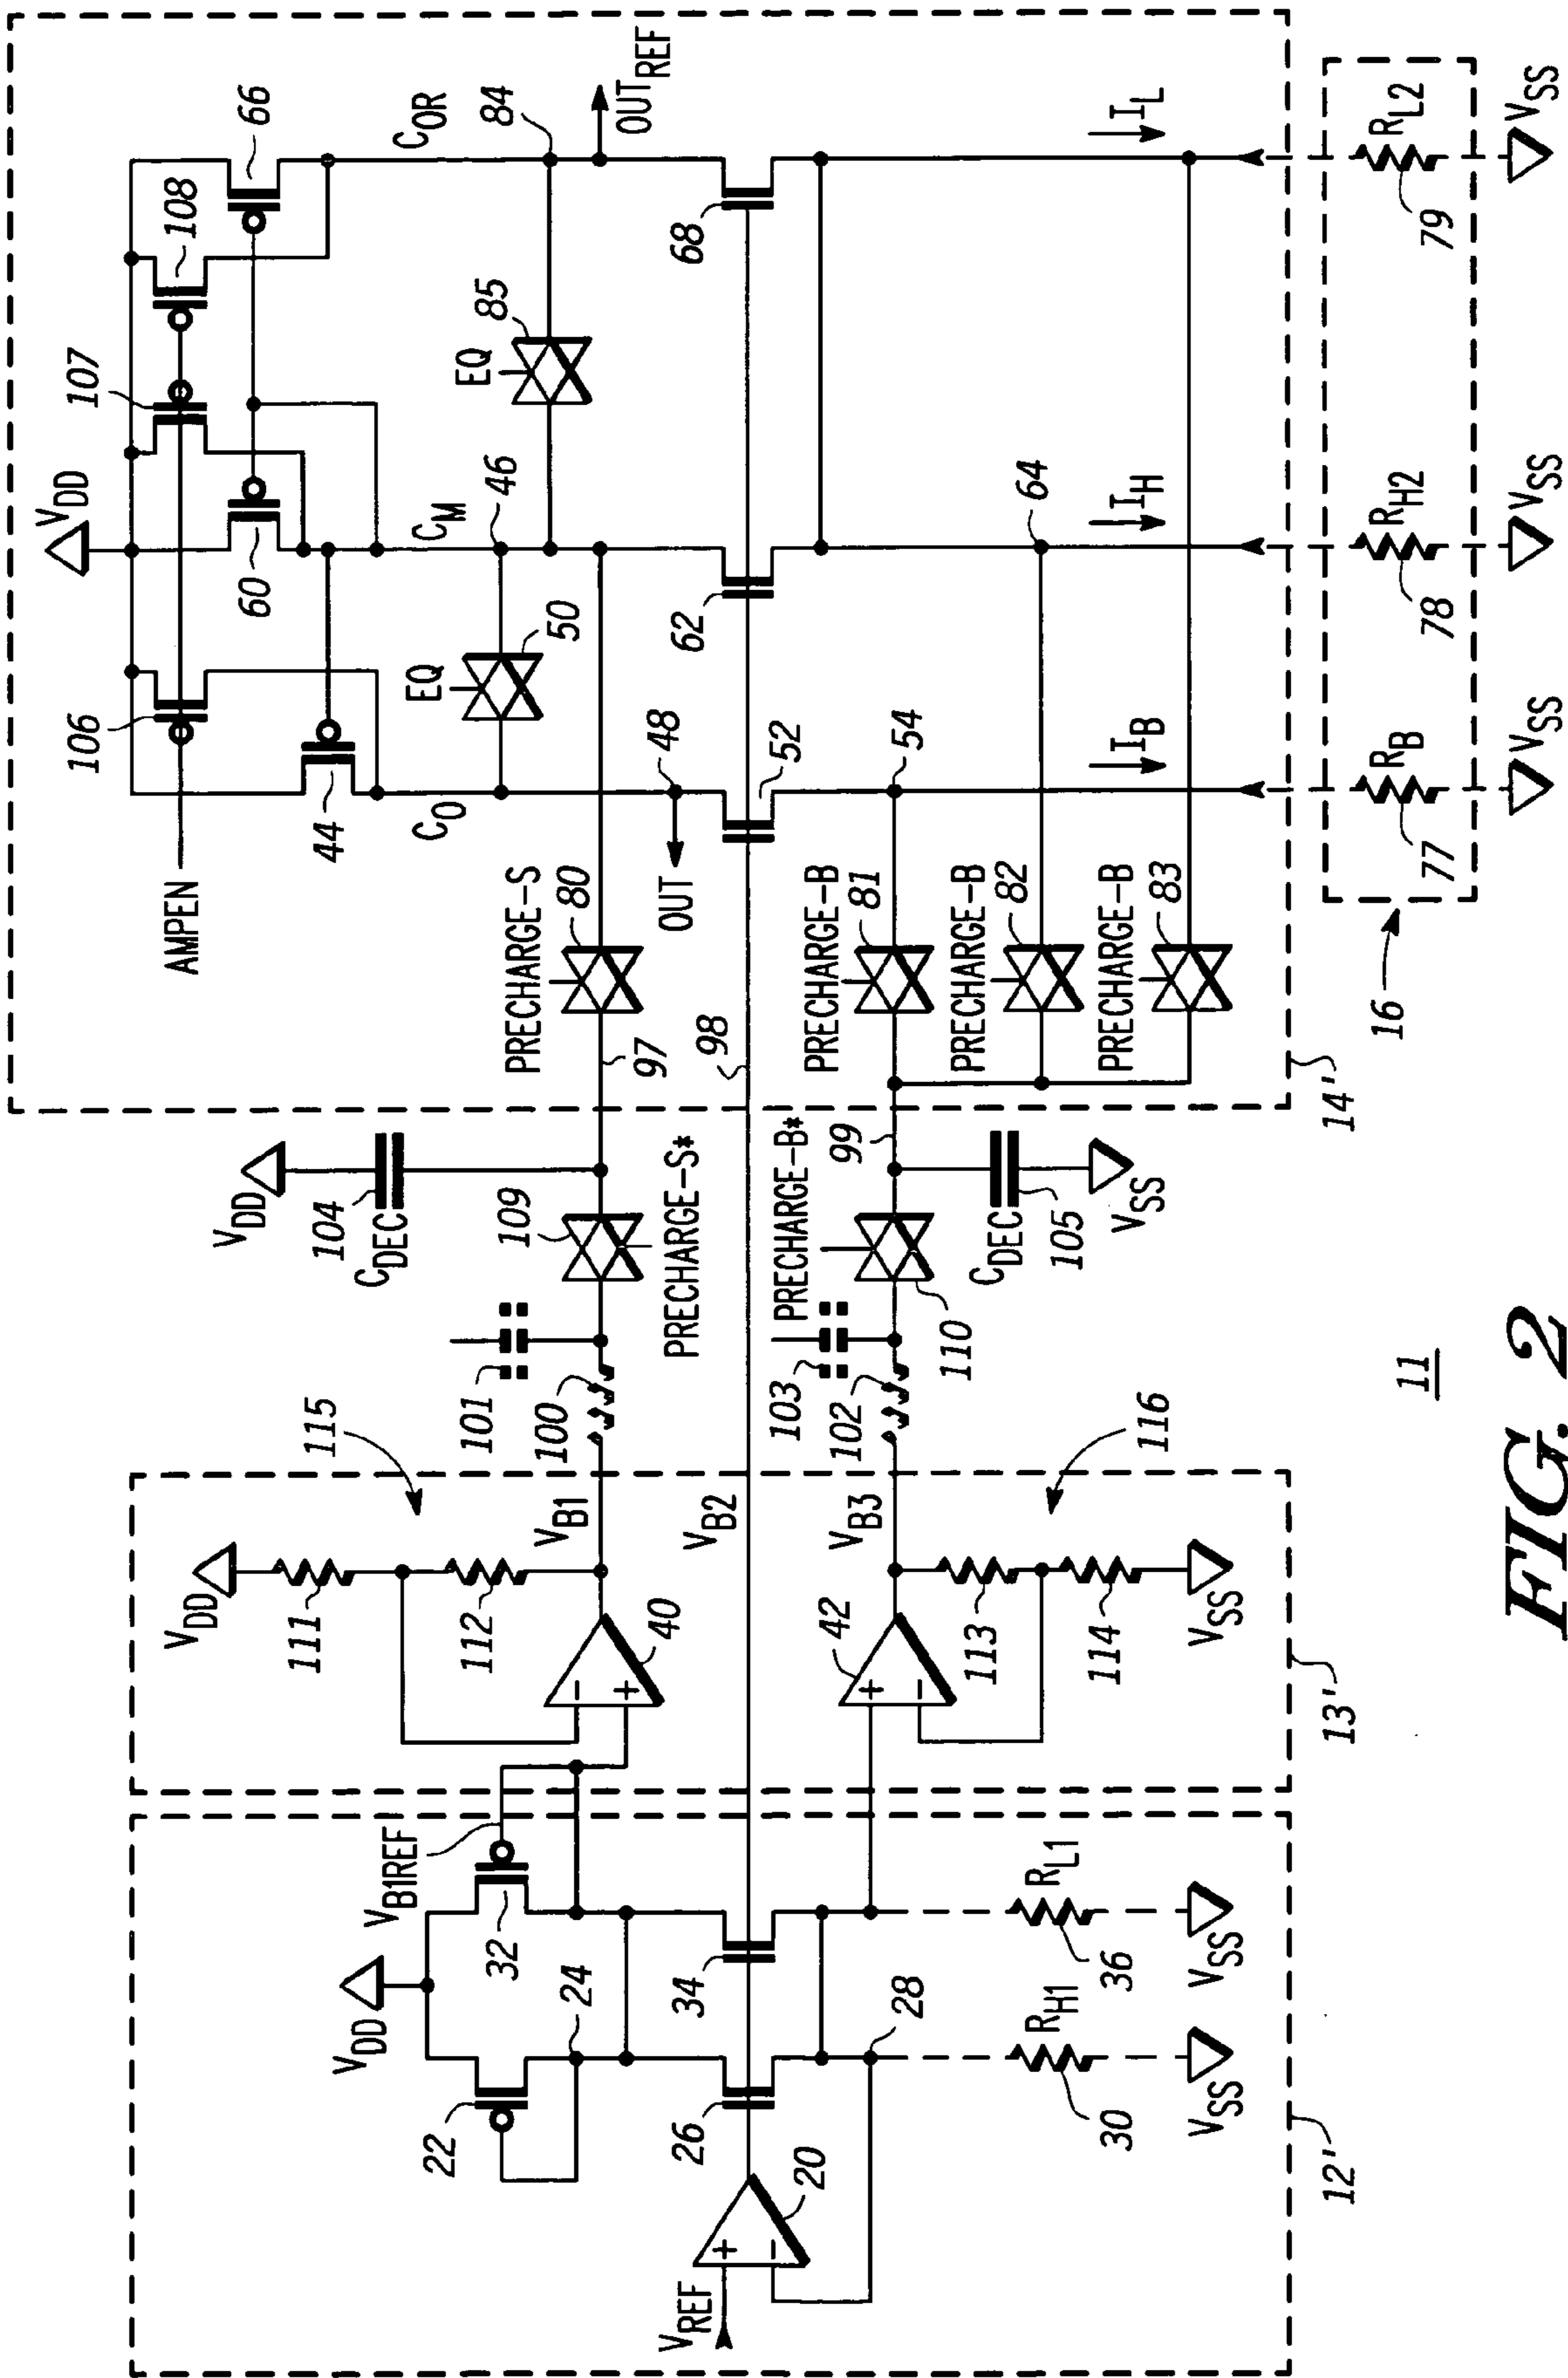 V_DD
106
AMPEN
44
C_O
60
107
108
66
C_M
C_OR
EQ
50
46
EQ
85
84
OUT_REF
48
OUT
52
62
68
54
64
I_B
I_H
I_L
PRECHARGE-S
80
97
98
PRECHARGE-B
81
PRECHARGE-B
82
PRECHARGE-B
83
14'
16
77
R_B
78
R_H2
79
R_L2
V_SS
V_SS
V_SS
V_DD
104
C_DEC
109
PRECHARGE-S*
101
100
PRECHARGE-B*
99
110
103
102
C_DEC
105
V_SS
115
V_DD
111
112
V_B1
40
-
+
V_B2
V_B3
42
+
-
113
114
V_SS
116
13'
V_B1REF
V_DD
22
32
24
26
34
28
V_REF
+
-
20
30
R_H1
36
R_L1
V_SS
V_SS
12'
11
FIG. 2